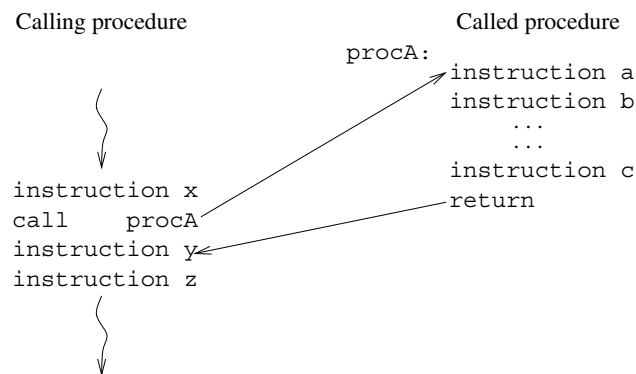 Calling procedure
Called procedure
procA:
instruction a
instruction b
...
...
instruction c
return
instruction x
call procA
instruction y
instruction z